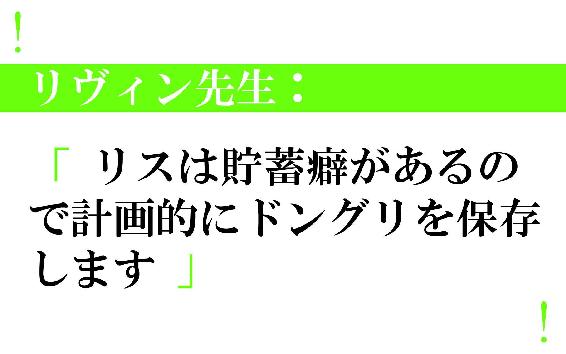 !
リヴィン先生：
「 リスは貯蓄癖があるの
で計画的にドングリを保存
します 」
!